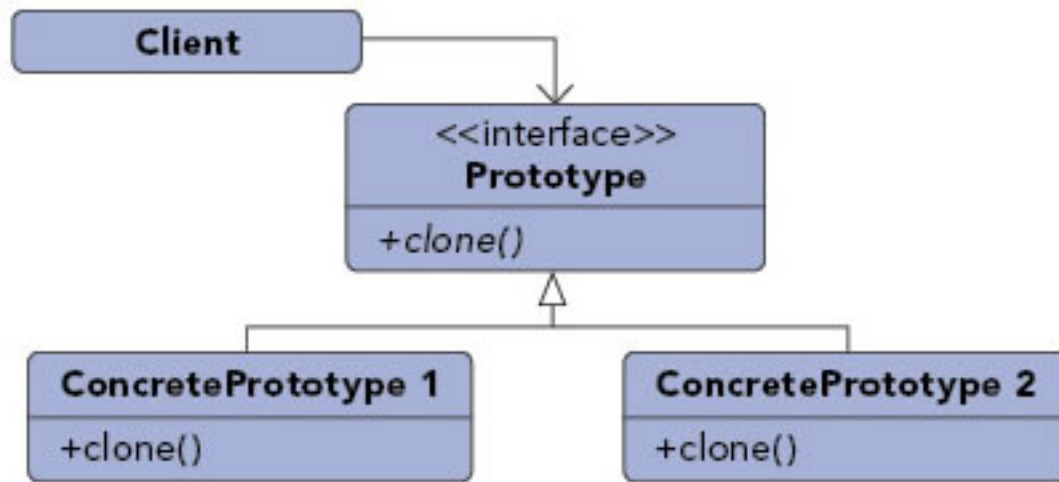 Client
<<interface>>
Prototype
+clone()
ConcretePrototype 1
+clone()
ConcretePrototype 2
+clone()